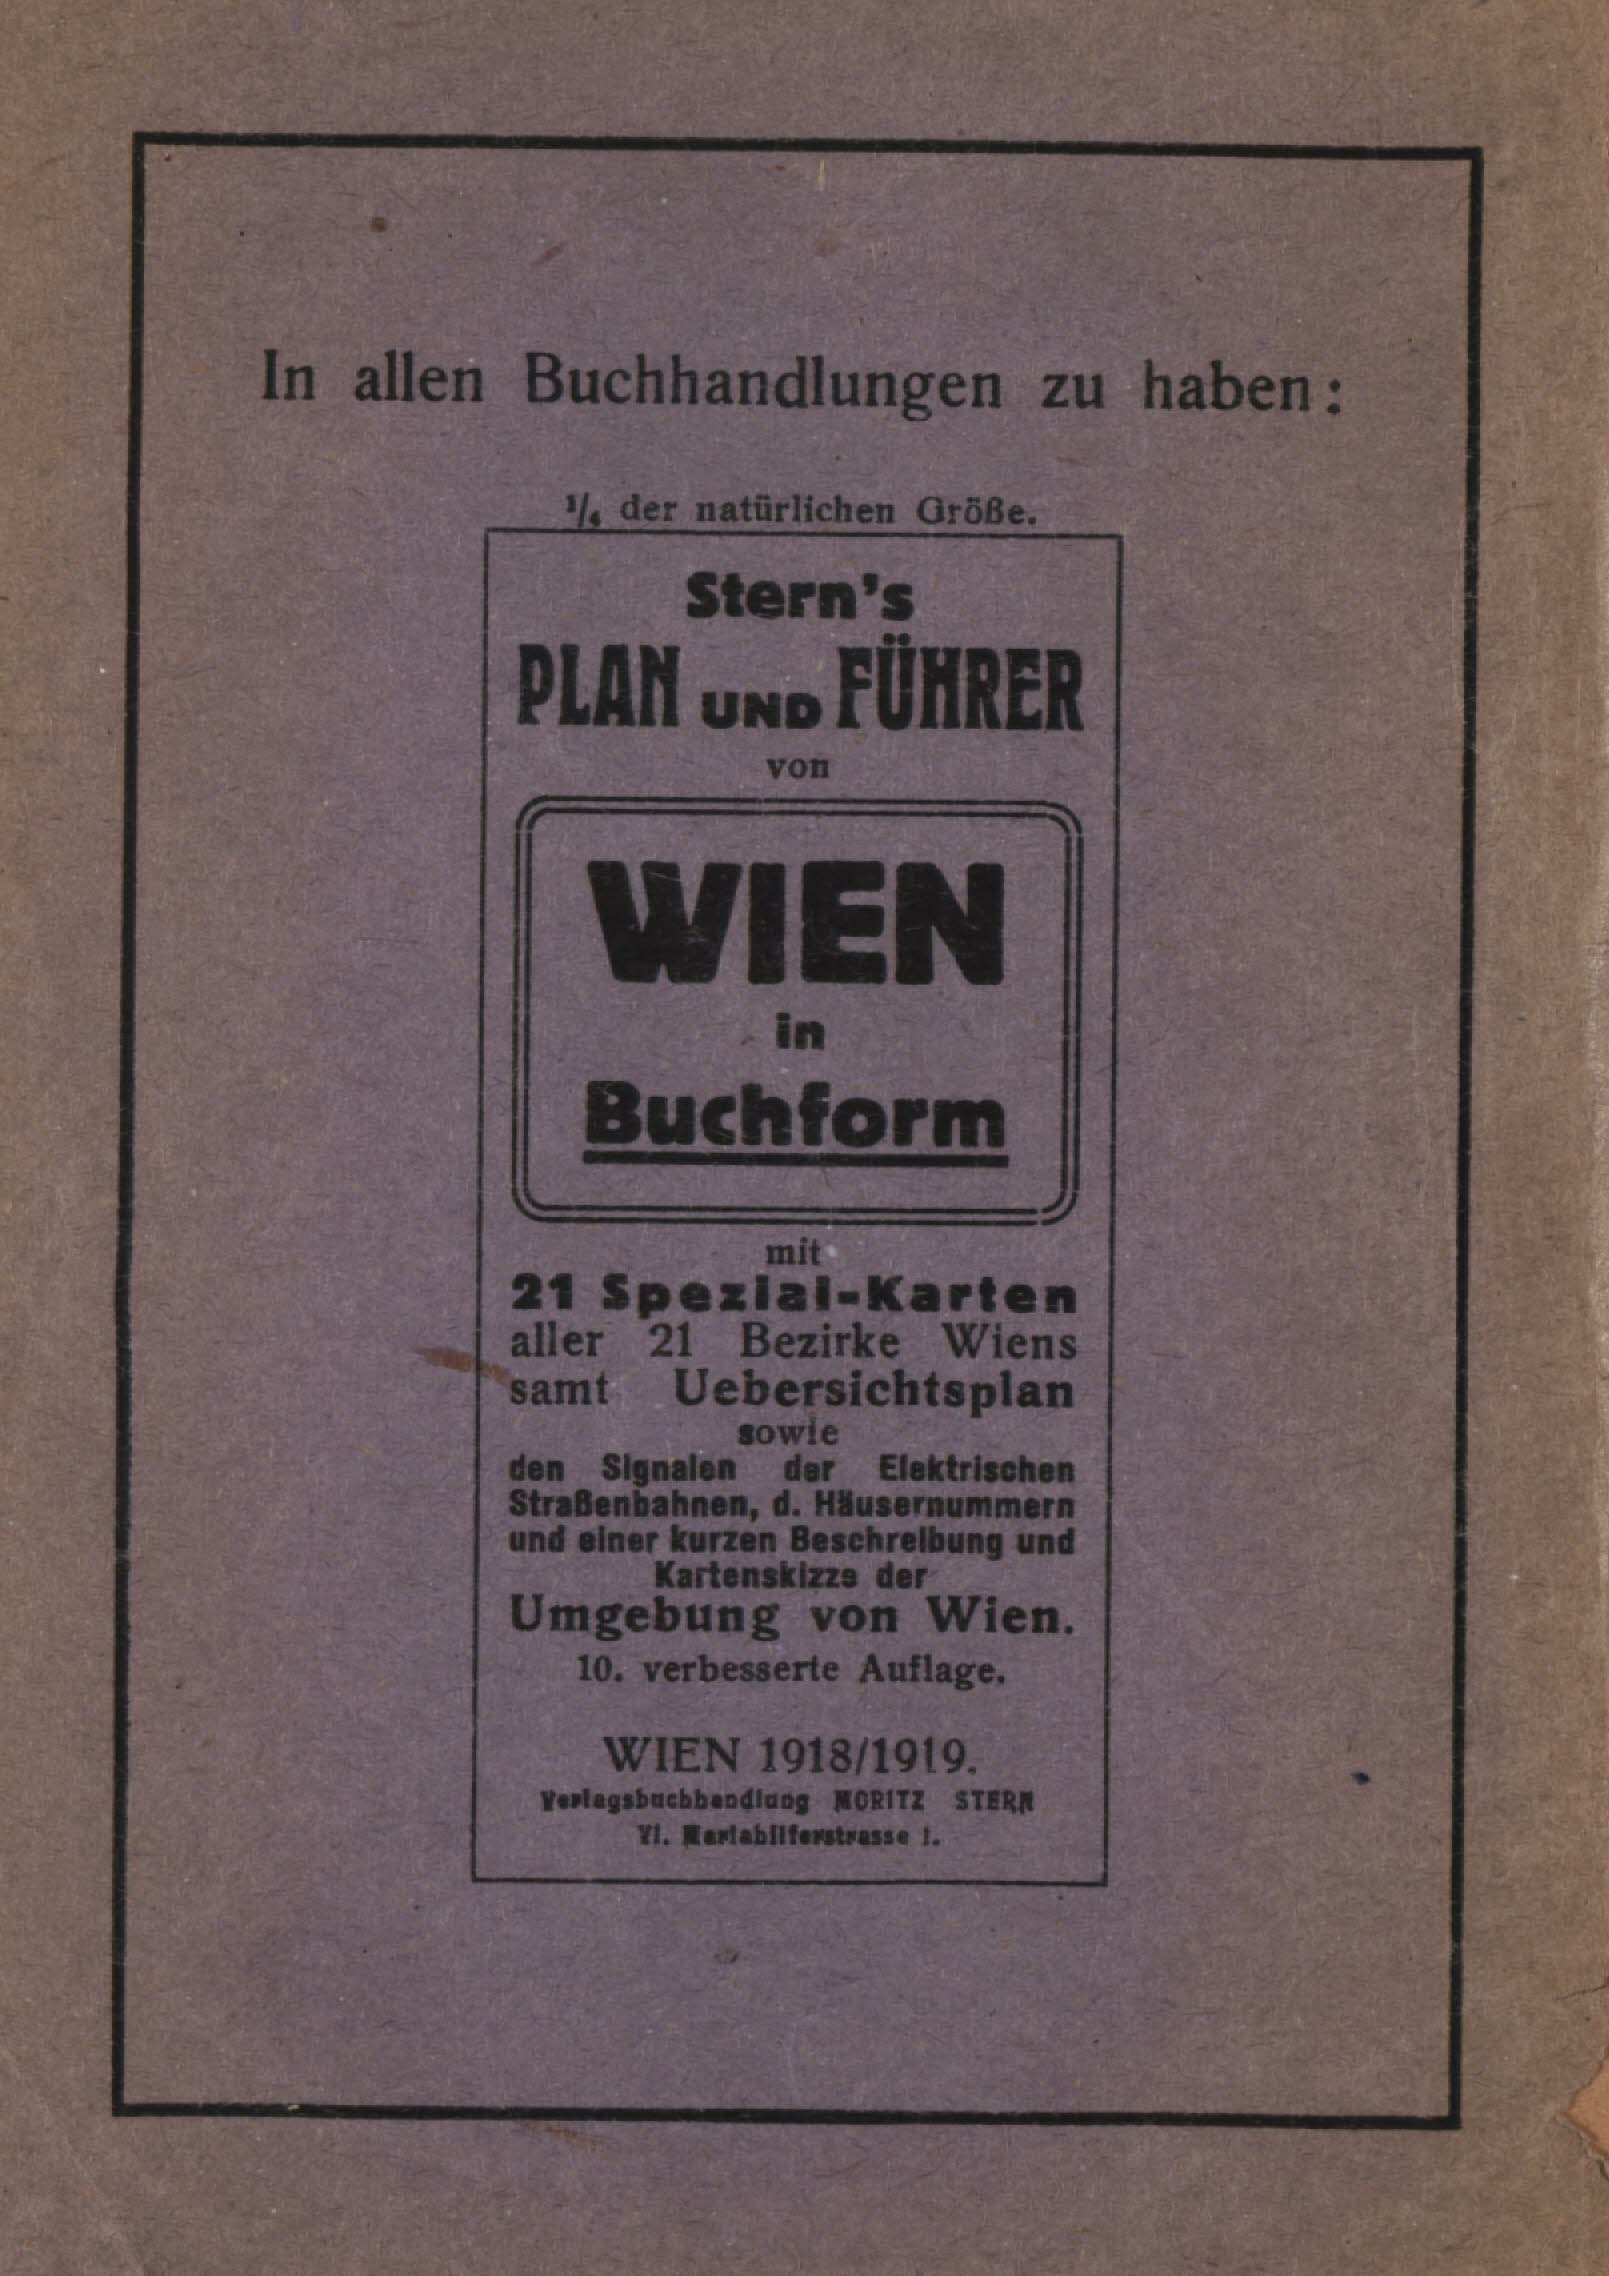 In allen Buchhandlungen zu haben:
1/4 der natürlichen Größe.
Stern's
PLAN UND FÜHRER
von
WIEN
in
Buchform
mit
21 Spezial-Karten
aller 21 Bezirke Wiens
samt Uebersichtsplan
sowie
den Signalen der Elektrischen
Straßenbahnen, d. Häusernummern
und einer kurzen Beschreibung und
Kartenskizze der
Umgebung von Wien.
10. verbesserte Auflage.
WIEN 1918/1919.
Verlagsbuchhandlung MORITZ STERN
VI. Mariahilferstrasse 1.